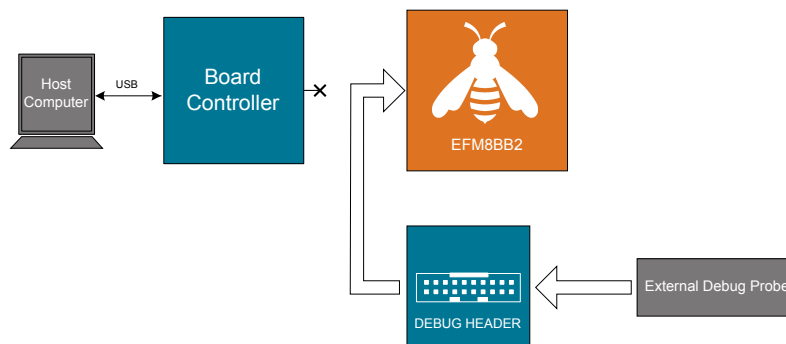 Host
Computer
USB
Board
Controller
EFM8BB2
DEBUG HEADER
External Debug Probe